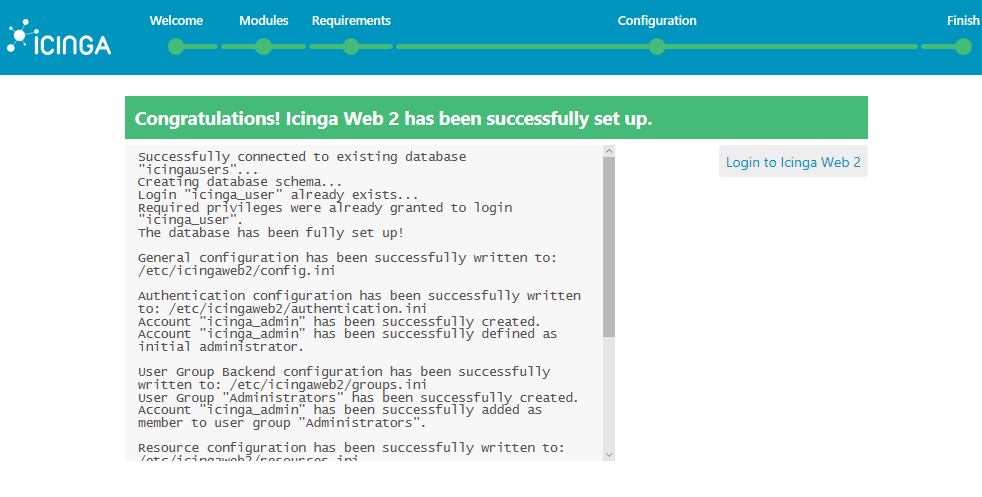 Welcome
Modules
Requirements
Configuration
Finish
ICINGA
Congratulations! Icinga Web 2 has been successfully set up.
Login to Icinga Web 2
Successfully connected to existing database
"icingausers"...
Creating database schema...
Login "icinga_user" already exists...
Required privileges were already granted to login
"icinga_user".
The database has been fully set up!
General configuration has been successfully written to:
/etc/icingaweb2/config.ini
Authentication configuration has been successfully written
to: /etc/icingaweb2/authentication.ini
Account "icinga_admin" has been successfully created.
Account "icinga_admin" has been successfully defined as
initial administrator.
User Group Backend configuration has been successfully
written to: /etc/icingaweb2/groups.ini
User Group "Administrators" has been successfully created.
Account "icinga_admin" has been successfully added as
member to user group "Administrators".
Resource configuration has been successfully written to:
/etc/icingaweb2/resources.ini